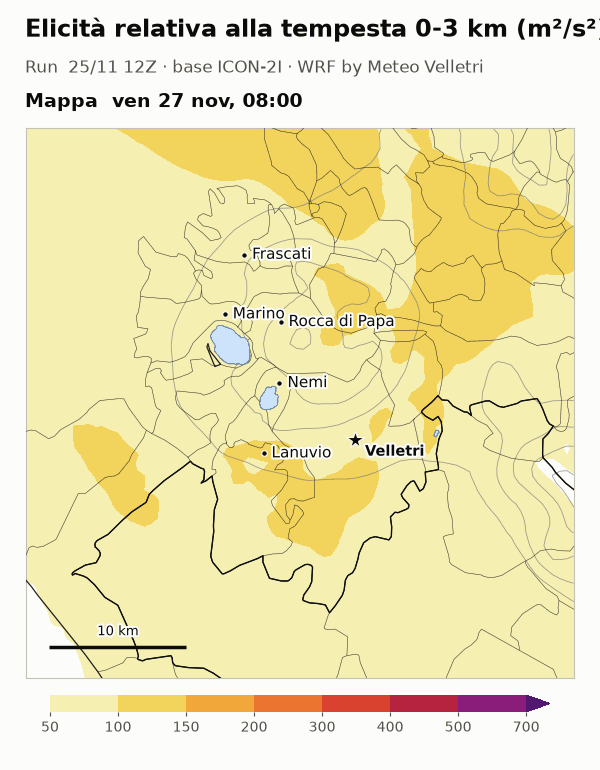 Elicità relativa alla tempesta 0-3 km (m²/s²)
Run 25/11 12Z · base ICON-2I · WRF by Meteo Velletri
Mappa ven 27 nov, 08:00
Frascati
Marino
Rocca di Papa
Nemi
Lanuvio
Velletri
10 km
50 100 150 200 300 400 500 700